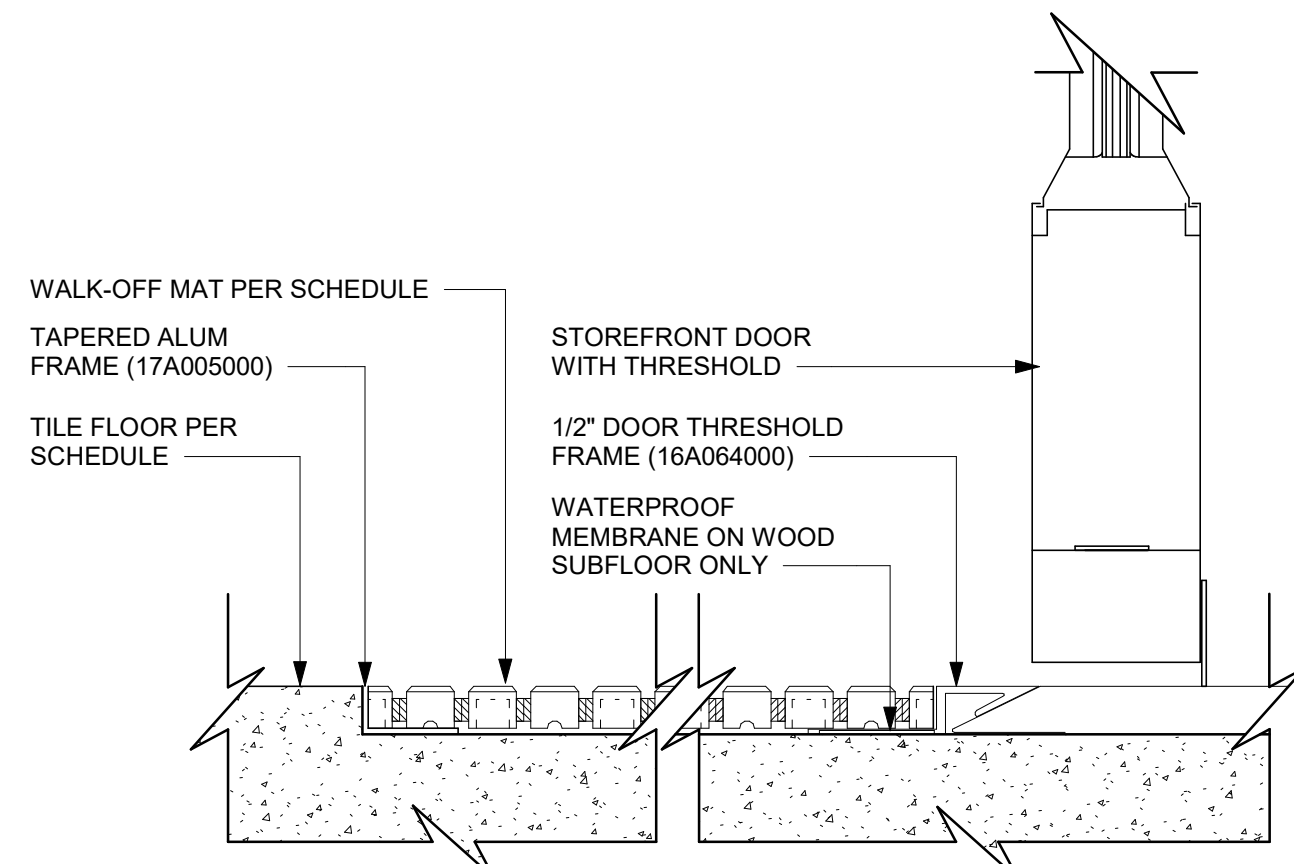 WALK-OFF MAT PER SCHEDULE
TAPERED ALUM
FRAME (17A005000)
TILE FLOOR PER
SCHEDULE
STOREFRONT DOOR
WITH THRESHOLD
1/2" DOOR THRESHOLD
FRAME (16A064000)
WATERPROOF
MEMBRANE ON WOOD
SUBFLOOR ONLY